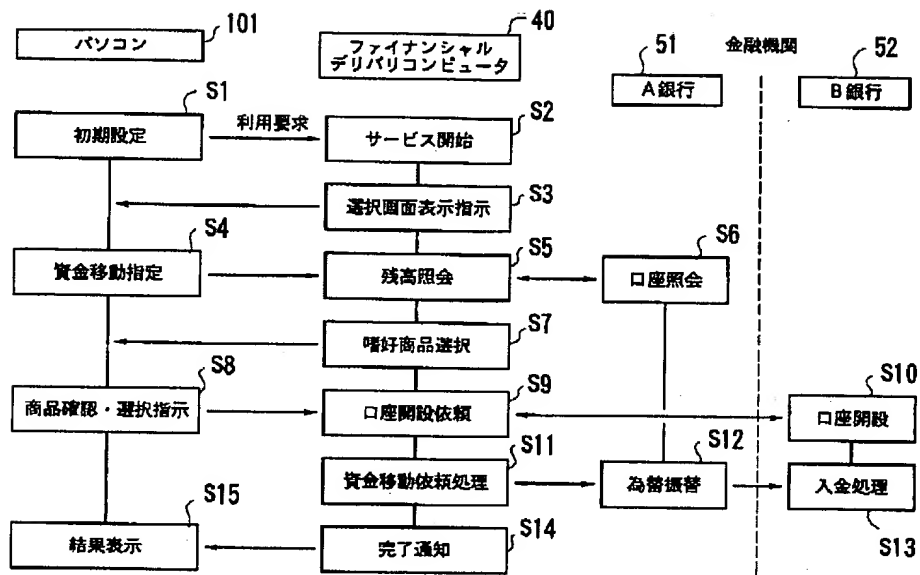 101
パソコン
40
ファイナンシャル
デリバリコンピュータ
51
金融機関
52
A銀行
B銀行
S1
初期設定
利用要求
S2
サービス開始
S3
選択画面表示指示
S4
資金移動指定
S5
残高照会
S6
口座照会
S7
嗜好商品選択
S8
商品確認・選択指示
S9
口座開設依頼
S10
口座開設
S11
資金移動依頼処理
S12
為替振替
入金処理
S13
S15
結果表示
完了通知
S14